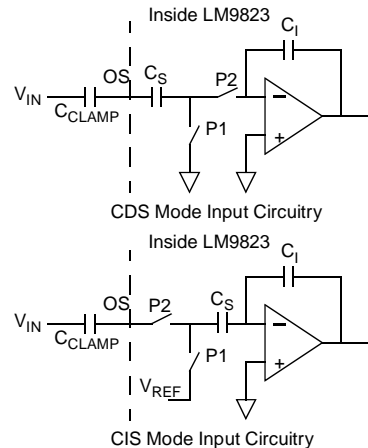 Inside LM9823
C_I
OS C_S P2
V_IN
C_CLAMP
P1
−
+
CDS Mode Input Circuitry
Inside LM9823
C_I
OS P2 C_S
V_IN
C_CLAMP
P1
V_REF
−
+
CIS Mode Input Circuitry